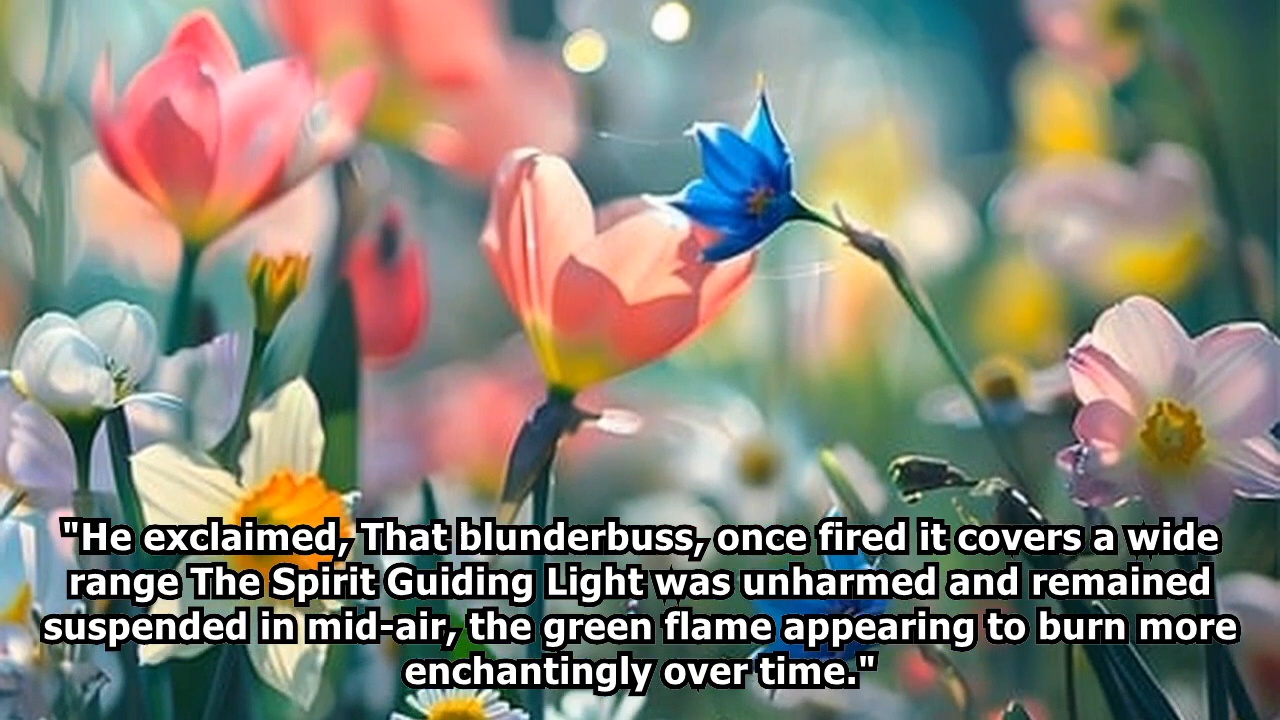 "He exclaimed, That blunderbuss, once fired it covers a wide
range The Spirit Guiding Light was unharmed and remained
suspended in mid-air, the green flame appearing to burn more
enchantingly over time."